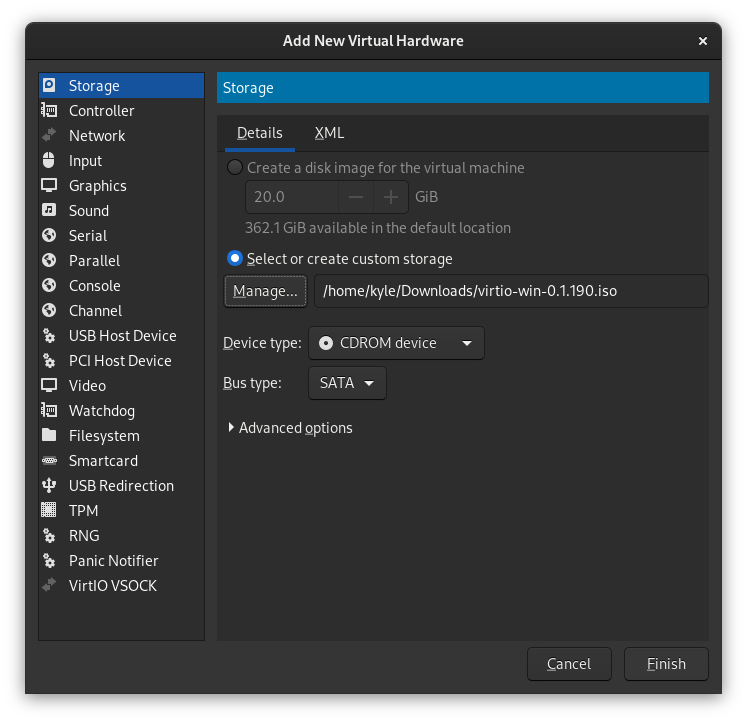 Add New Virtual Hardware
Storage
Controller
Network
Input
Graphics
Sound
Serial
Parallel
Console
Channel
USB Host Device
PCI Host Device
Video
Watchdog
Filesystem
Smartcard
USB Redirection
TPM
RNG
Panic Notifier
VirtIO VSOCK
Storage
Details XML
Create a disk image for the virtual machine
20.0 GiB
362.1 GiB available in the default location
Select or create custom storage
Manage... /home/kyle/Downloads/virtio-win-0.1.190.iso
Device type: CDROM device
Bus type: SATA
Advanced options
Cancel Finish